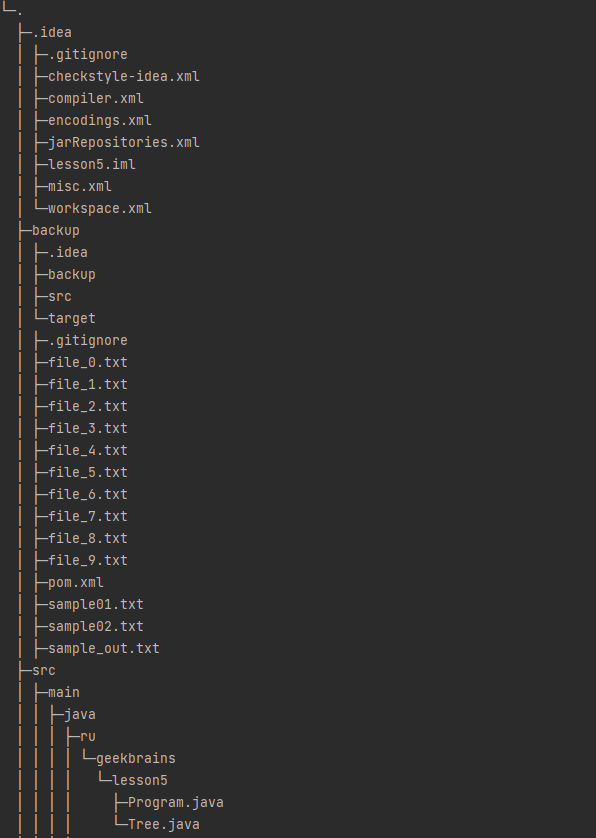 └─.
  ├─.idea
  │ ├─.gitignore
  │ ├─checkstyle-idea.xml
  │ ├─compiler.xml
  │ ├─encodings.xml
  │ ├─jarRepositories.xml
  │ ├─lesson5.iml
  │ ├─misc.xml
  │ └─workspace.xml
  ├─backup
  │ ├─.idea
  │ ├─backup
  │ ├─src
  │ └─target
  │ ├─.gitignore
  │ ├─file_0.txt
  │ ├─file_1.txt
  │ ├─file_2.txt
  │ ├─file_3.txt
  │ ├─file_4.txt
  │ ├─file_5.txt
  │ ├─file_6.txt
  │ ├─file_7.txt
  │ ├─file_8.txt
  │ ├─file_9.txt
  │ ├─pom.xml
  │ ├─sample01.txt
  │ ├─sample02.txt
  │ ├─sample_out.txt
  ├─src
  │ ├─main
  │ │ ├─java
  │ │ │ ├─ru
  │ │ │ │ └─geekbrains
  │ │ │ │   └─lesson5
  │ │ │ │     ├─Program.java
  │ │ │ │     └─Tree.java